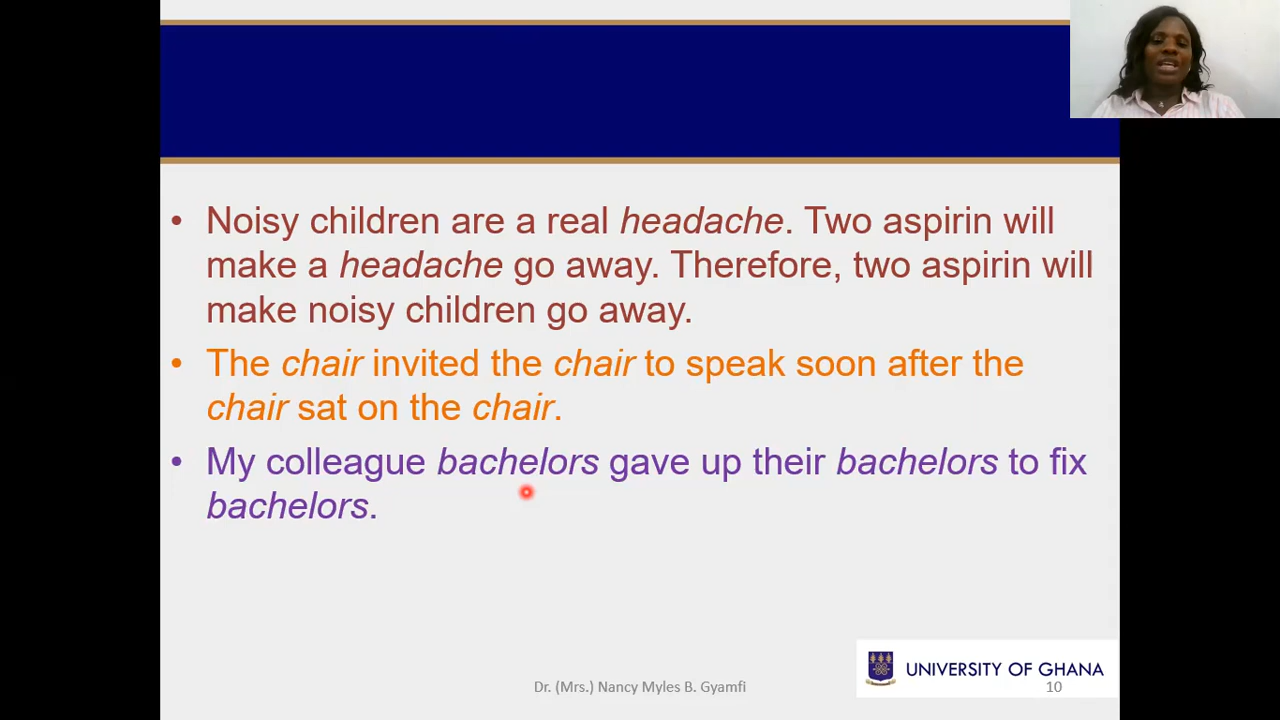 • Noisy children are a real headache. Two aspirin will
make a headache go away. Therefore, two aspirin will
make noisy children go away.
• The chair invited the chair to speak soon after the
chair sat on the chair.
• My colleague bachelors gave up their bachelors to fix
bachelors.
UNIVERSITY OF GHANA
Dr. (Mrs.) Nancy Myles B. Gyamfi
10